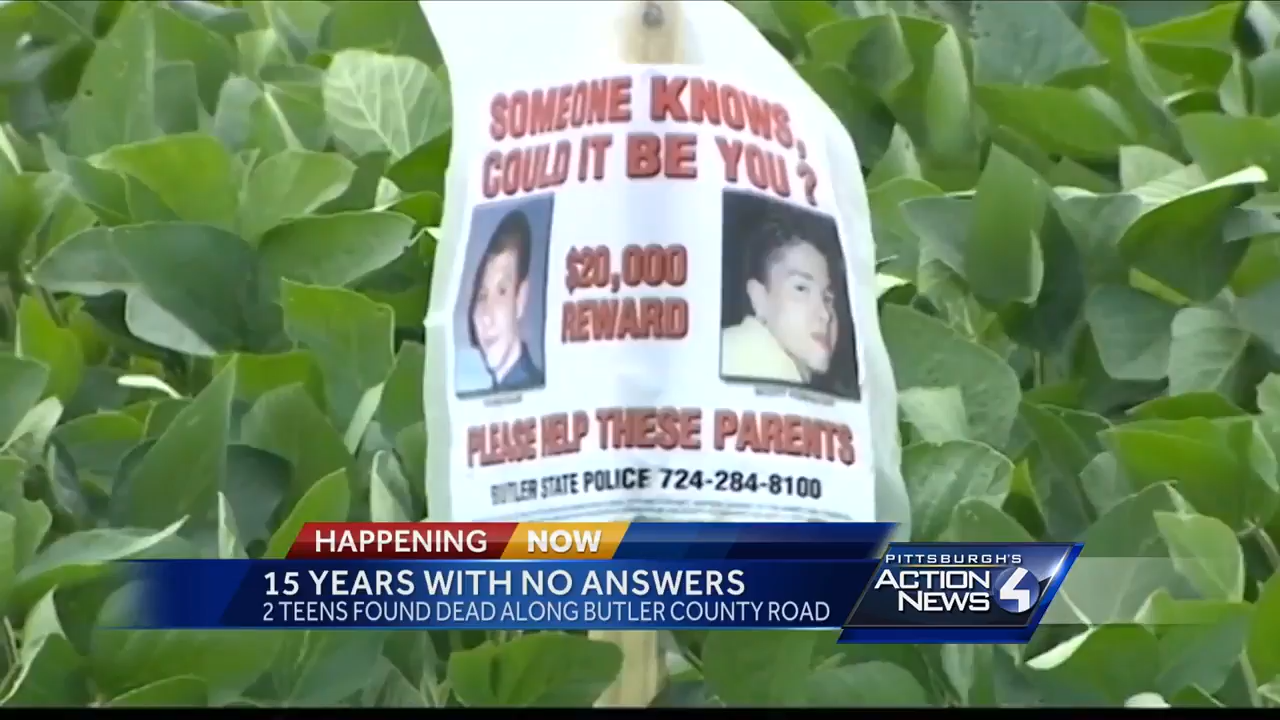 SOMEONE KNOWS,
COULD IT BE YOU?
$20,000
REWARD
PLEASE HELP THESE PARENTS
BUTLER STATE POLICE 724-284-8100
HAPPENING NOW
15 YEARS WITH NO ANSWERS
2 TEENS FOUND DEAD ALONG BUTLER COUNTY ROAD
PITTSBURGH'S
ACTION
NEWS 4